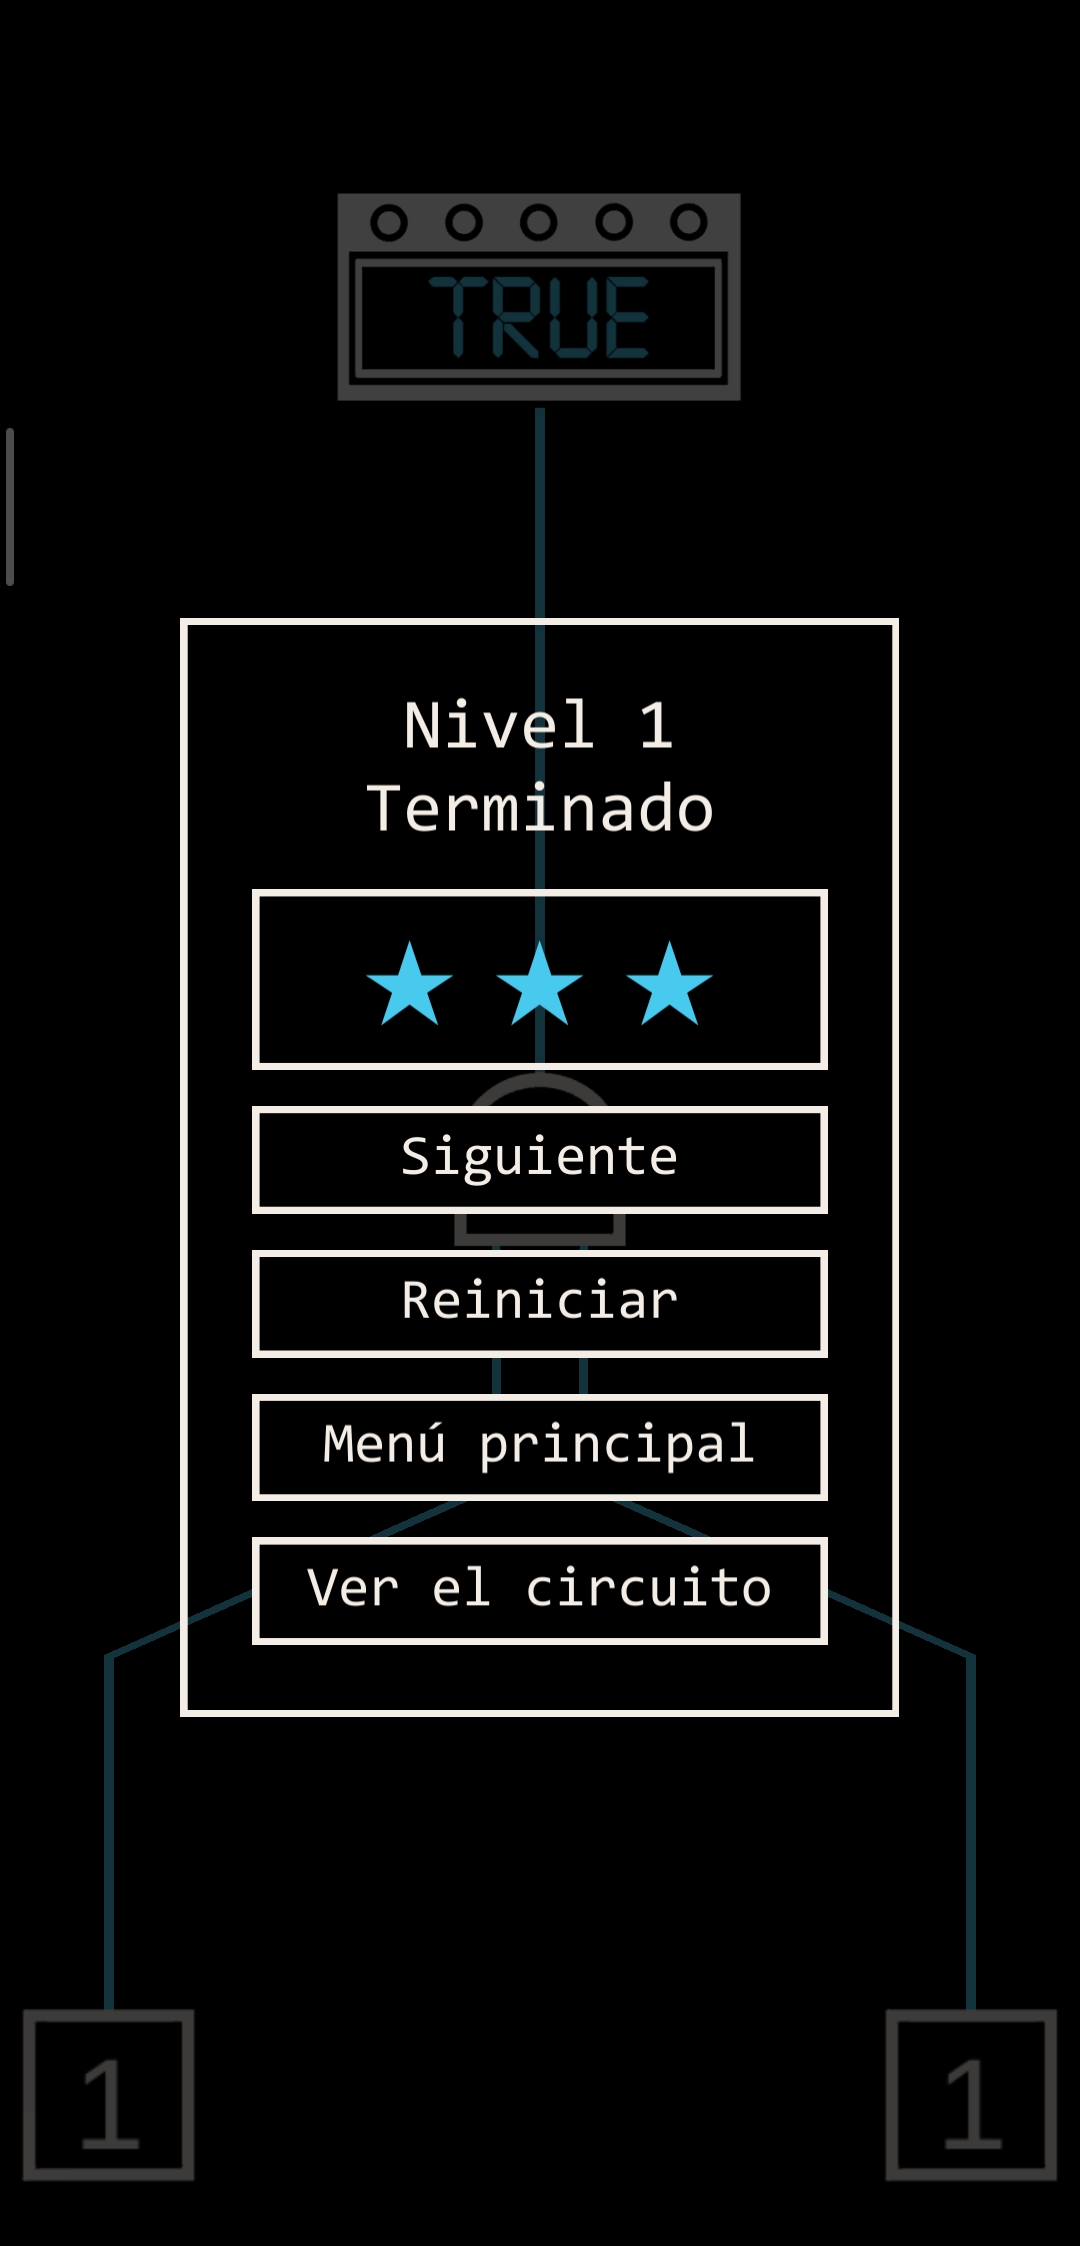 TRUE
Nivel 1
Terminado
Siguiente
Reiniciar
Menú principal
Ver el circuito
1 1